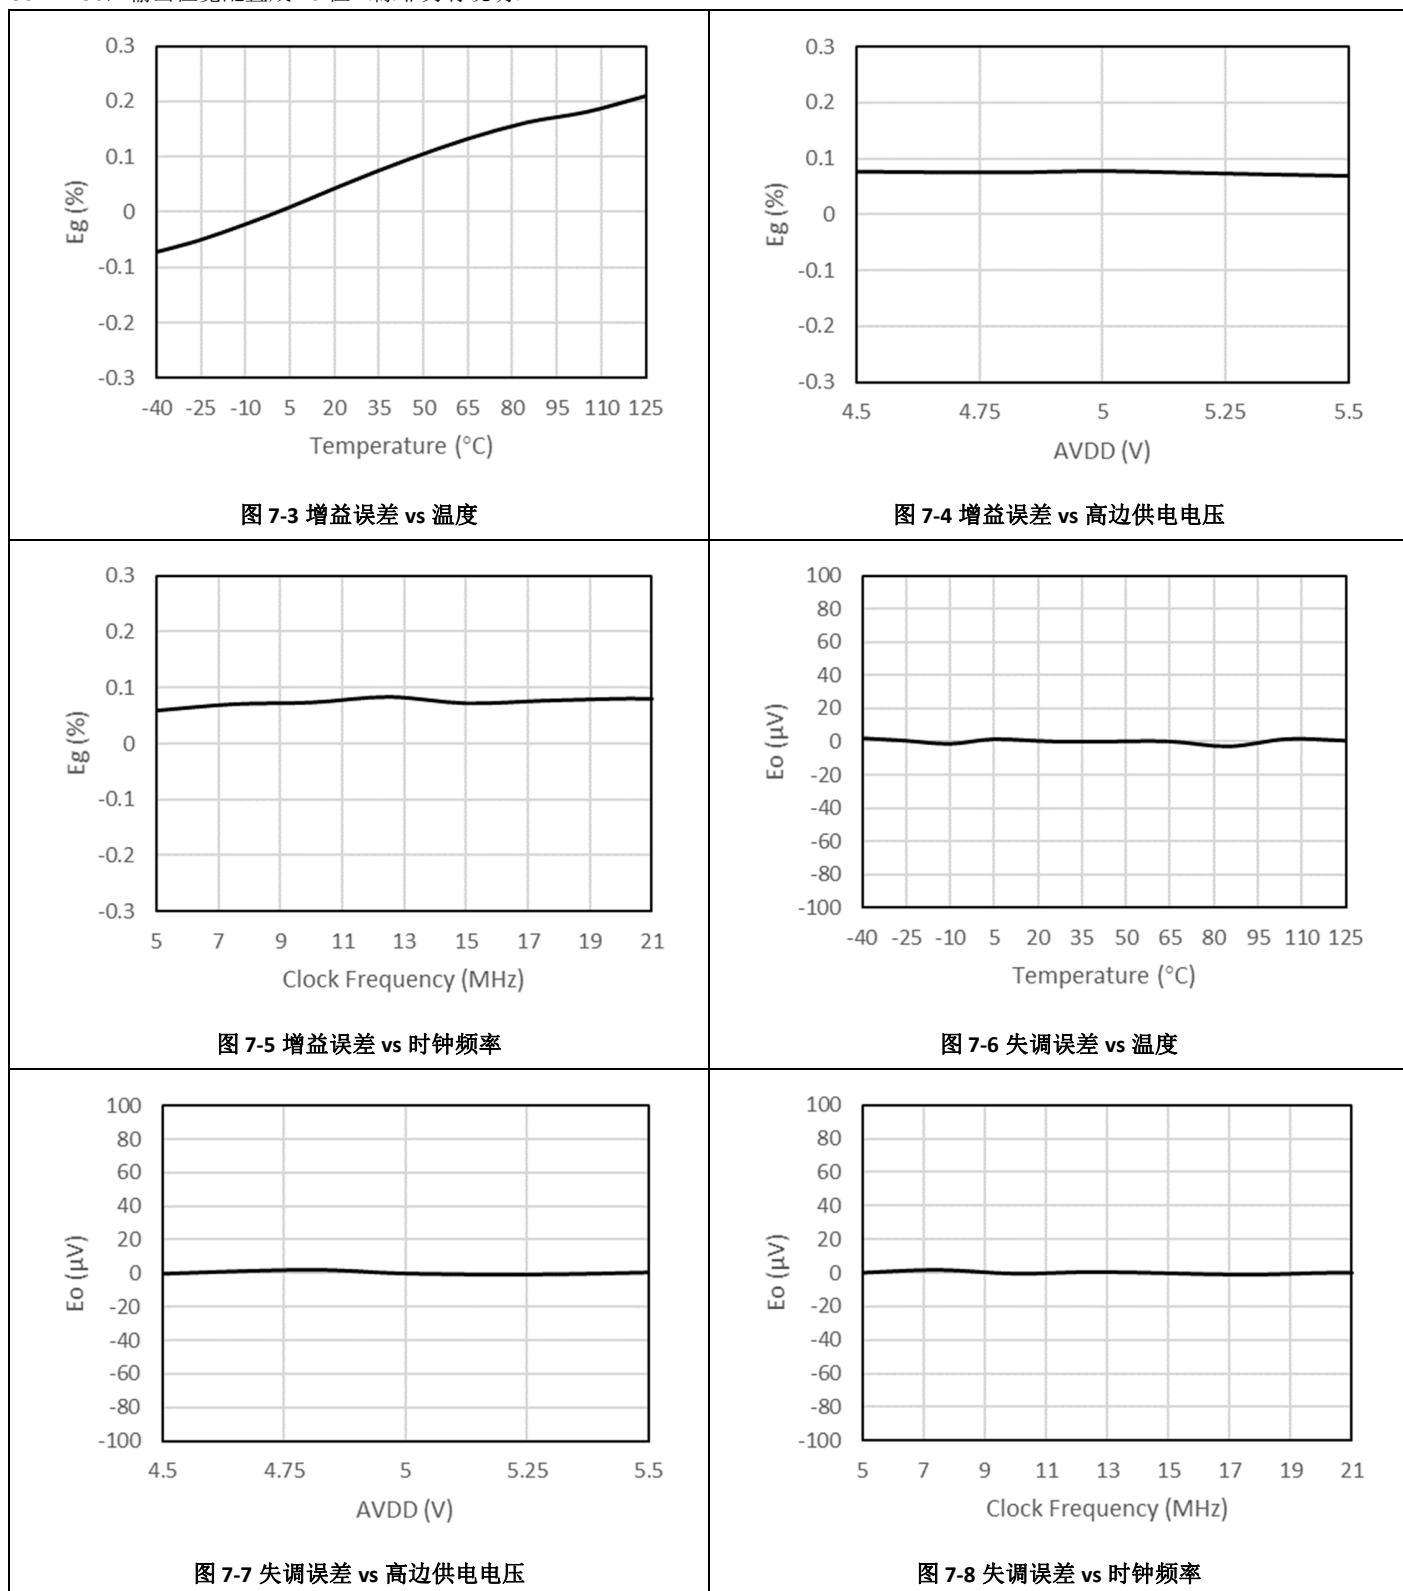 0.3
0.2
0.1
0
-0.1
-0.2
-0.3
Eg (%)
-40 -25 -10 5 20 35 50 65 80 95 110 125
Temperature (°C)
图 7-3 增益误差 vs 温度
0.3
0.2
0.1
0
-0.1
-0.2
-0.3
Eg (%)
4.5 4.75 5 5.25 5.5
AVDD (V)
图 7-4 增益误差 vs 高边供电电压
0.3
0.2
0.1
0
-0.1
-0.2
-0.3
Eg (%)
5 7 9 11 13 15 17 19 21
Clock Frequency (MHz)
图 7-5 增益误差 vs 时钟频率
100
80
60
40
20
0
-20
-40
-60
-80
-100
Eo (μV)
-40 -25 -10 5 20 35 50 65 80 95 110 125
Temperature (°C)
图 7-6 失调误差 vs 温度
100
80
60
40
20
0
-20
-40
-60
-80
-100
Eo (μV)
4.5 4.75 5 5.25 5.5
AVDD (V)
图 7-7 失调误差 vs 高边供电电压
100
80
60
40
20
0
-20
-40
-60
-80
-100
Eo (μV)
5 7 9 11 13 15 17 19 21
Clock Frequency (MHz)
图 7-8 失调误差 vs 时钟频率